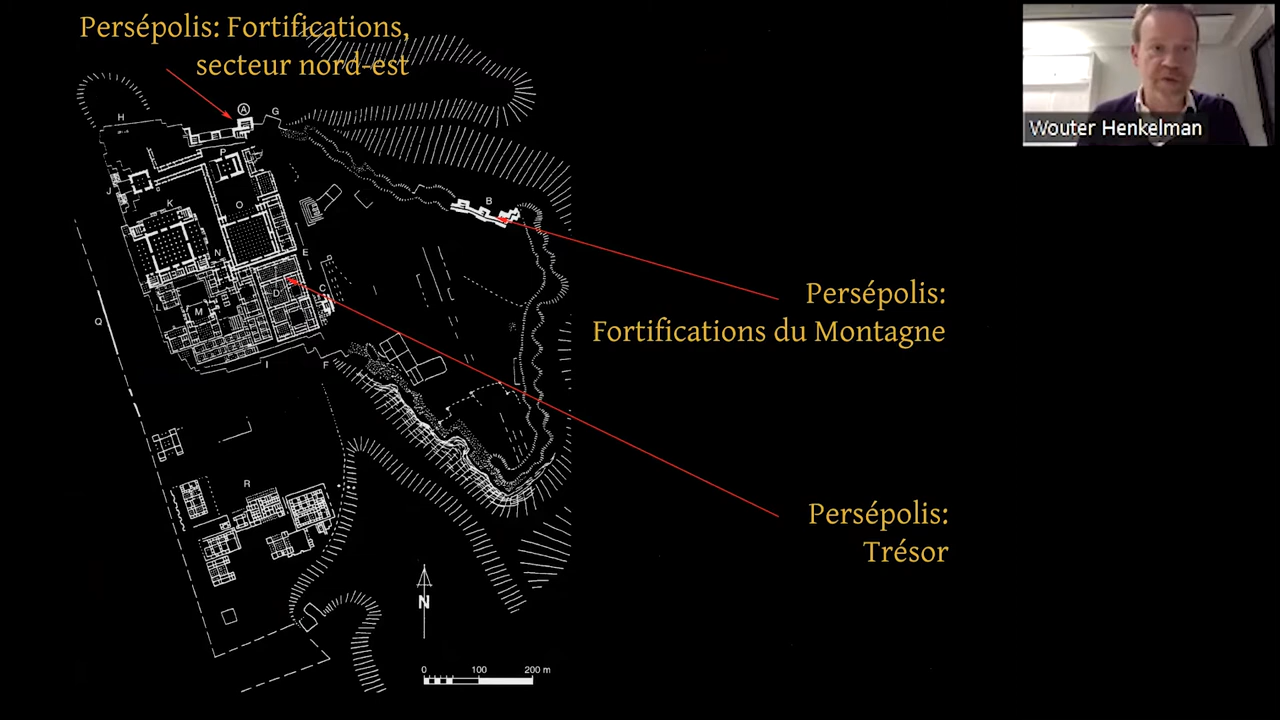 Persépolis: Fortifications,
secteur nord-est
Wouter Henkelman
A
G
H
P
J
K
O
B
N
E
D
C
L
M
Q
I
F
Persépolis:
Fortifications du Montagne
R
Persépolis:
Trésor
N
0 100 200 m